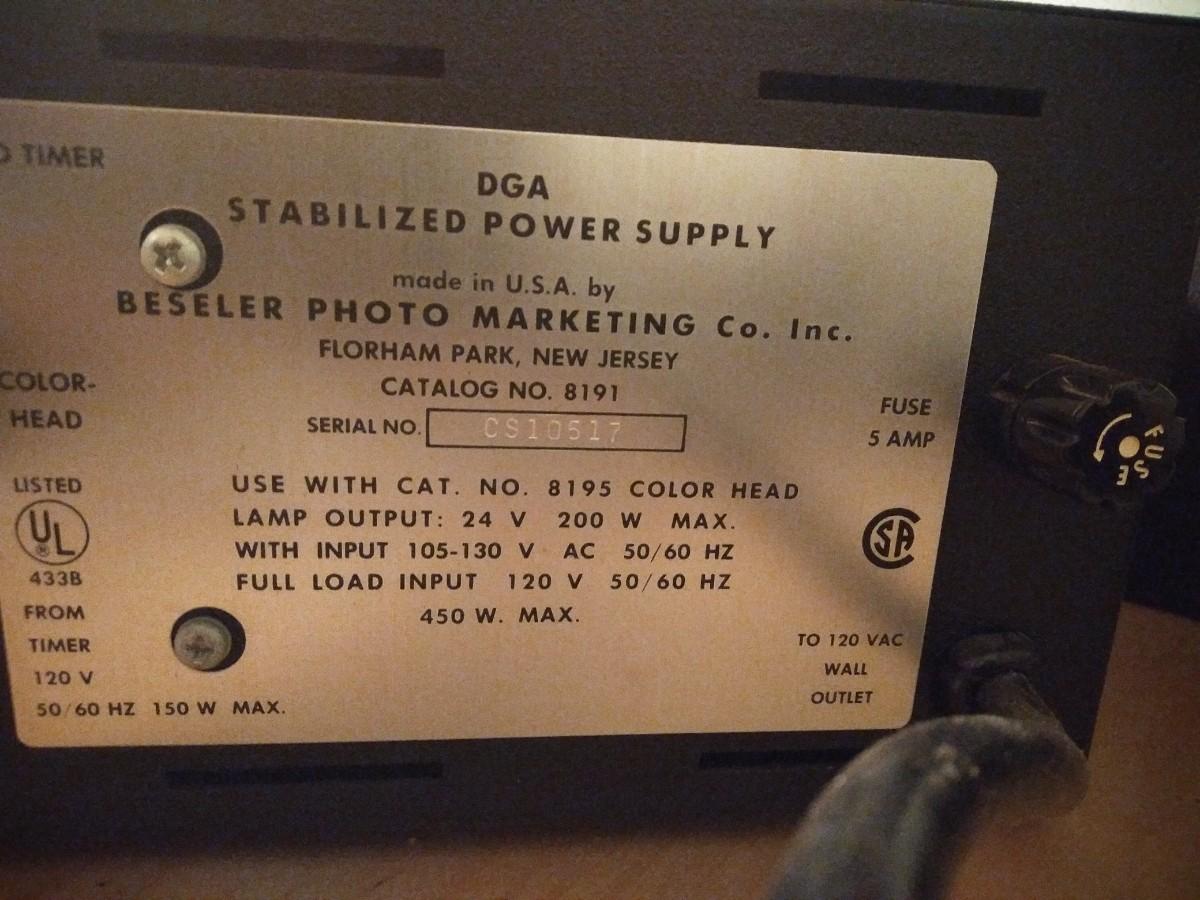 TIMER
DGA
STABILIZED POWER SUPPLY
made in U.S.A. by
BESELER PHOTO MARKETING Co. Inc.
FLORHAM PARK, NEW JERSEY
CATALOG NO. 8191
SERIAL NO. CS10517
COLOR-
HEAD
FUSE
5 AMP
FUSE
LISTED
UL
®
433B
USE WITH CAT. NO. 8195 COLOR HEAD
LAMP OUTPUT: 24 V 200 W MAX.
WITH INPUT 105-130 V AC 50/60 HZ
FULL LOAD INPUT 120 V 50/60 HZ
450 W. MAX.
SA
FROM
TIMER
120 V
50/60 HZ 150 W MAX.
TO 120 VAC
WALL
OUTLET